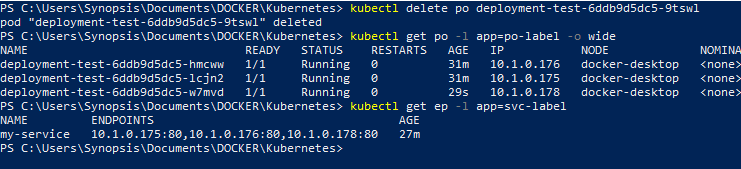 PS C:\Users\Synopsis\Documents\DOCKER\Kubernetes> kubectl delete po deployment-test-6ddb9d5dc5-9tswl
pod "deployment-test-6ddb9d5dc5-9tswl" deleted
PS C:\Users\Synopsis\Documents\DOCKER\Kubernetes> kubectl get po -l app=po-label -o wide
NAME READY STATUS RESTARTS AGE IP NODE NOMINA
deployment-test-6ddb9d5dc5-hmcww 1/1 Running 0 31m 10.1.0.176 docker-desktop <none>
deployment-test-6ddb9d5dc5-lcjn2 1/1 Running 0 31m 10.1.0.175 docker-desktop <none>
deployment-test-6ddb9d5dc5-w7mvd 1/1 Running 0 29s 10.1.0.178 docker-desktop <none>
PS C:\Users\Synopsis\Documents\DOCKER\Kubernetes> kubectl get ep -l app=svc-label
NAME ENDPOINTS AGE
my-service 10.1.0.175:80,10.1.0.176:80,10.1.0.178:80 27m
PS C:\Users\Synopsis\Documents\DOCKER\Kubernetes>